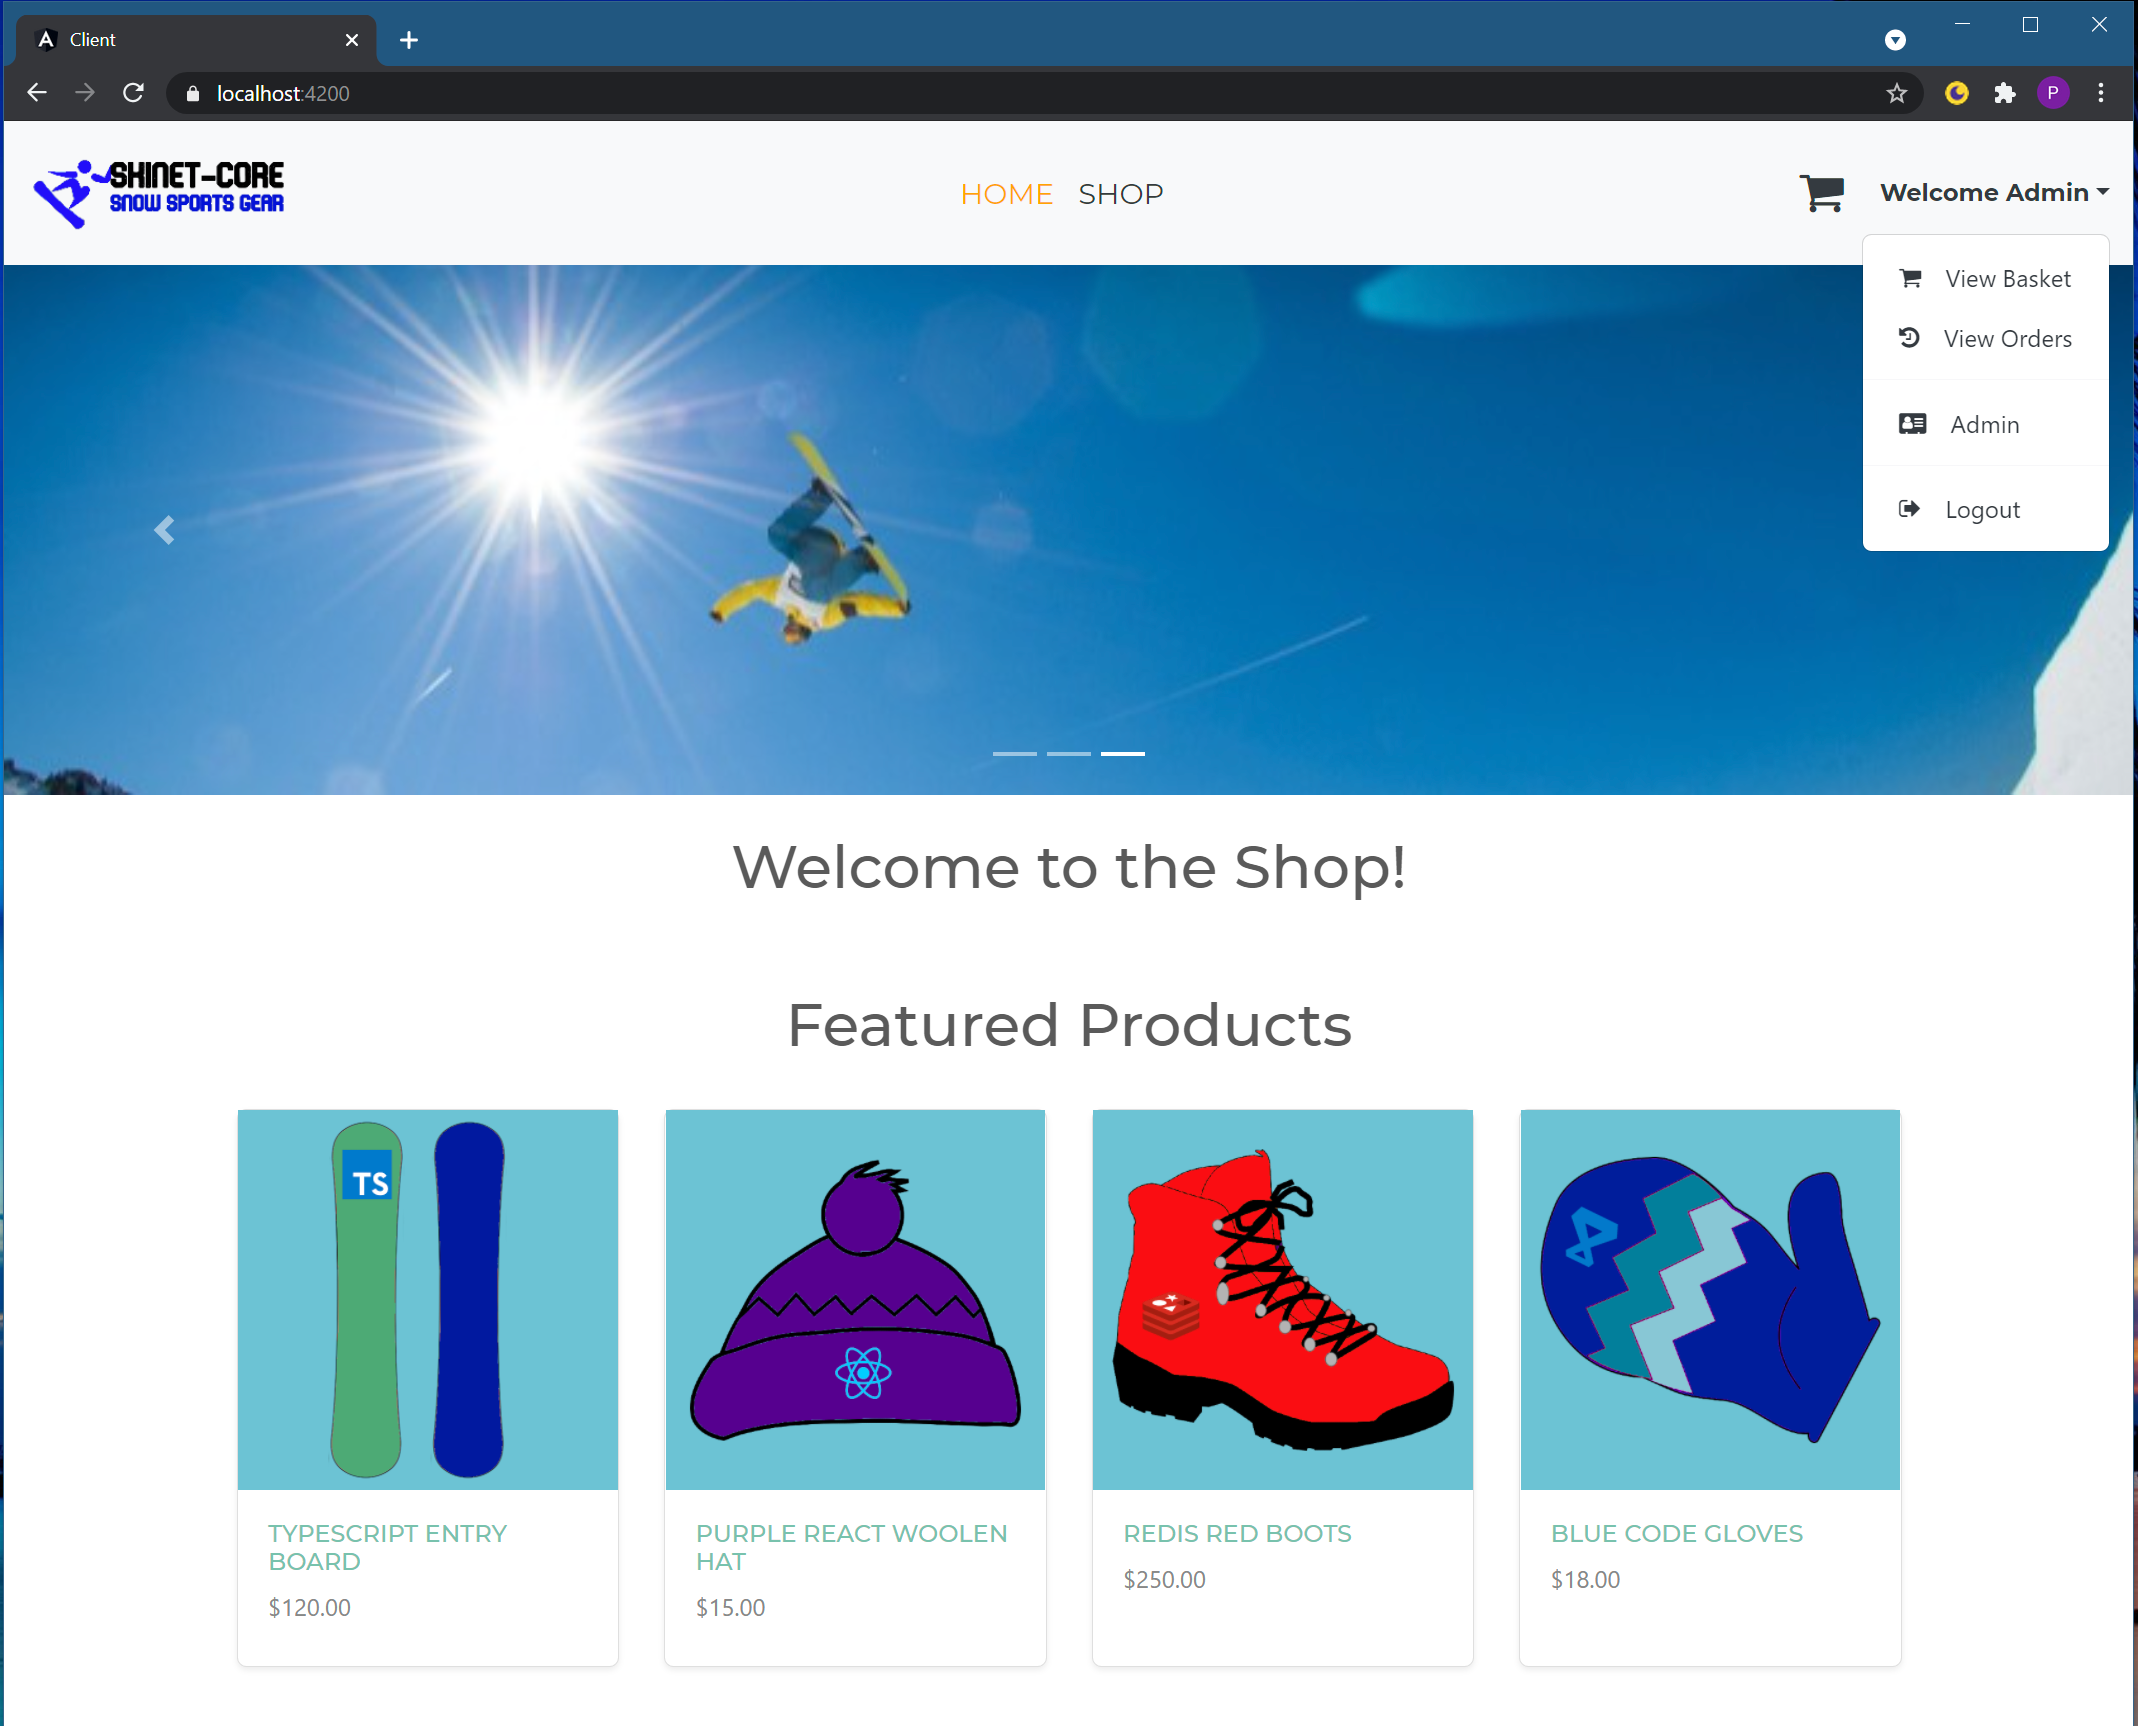 Client
localhost:4200
P
SKINET-CORE
SNOW SPORTS GEAR
HOME
SHOP
Welcome Admin
View Basket
View Orders
Admin
Logout
Welcome to the Shop!
Featured Products
TS
TYPESCRIPT ENTRY
BOARD
$120.00
PURPLE REACT WOOLEN
HAT
$15.00
REDIS RED BOOTS
$250.00
BLUE CODE GLOVES
$18.00